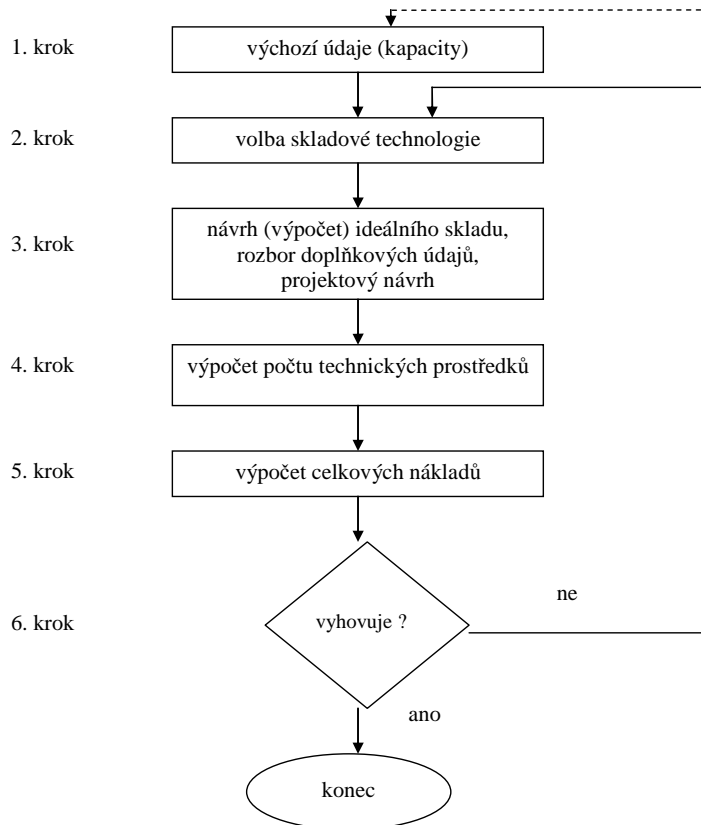 1. krok
výchozí údaje (kapacity)
2. krok
volba skladové technologie
3. krok
návrh (výpočet) ideálního skladu,
rozbor doplňkových údajů,
projektový návrh
4. krok
výpočet počtu technických prostředků
5. krok
výpočet celkových nákladů
6. krok
vyhovuje ?
ne
ano
konec